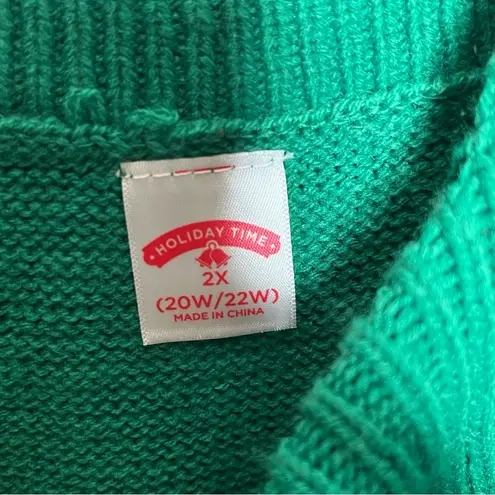 • HOLIDAY TIME •
2X
(20W/22W)
MADE IN CHINA